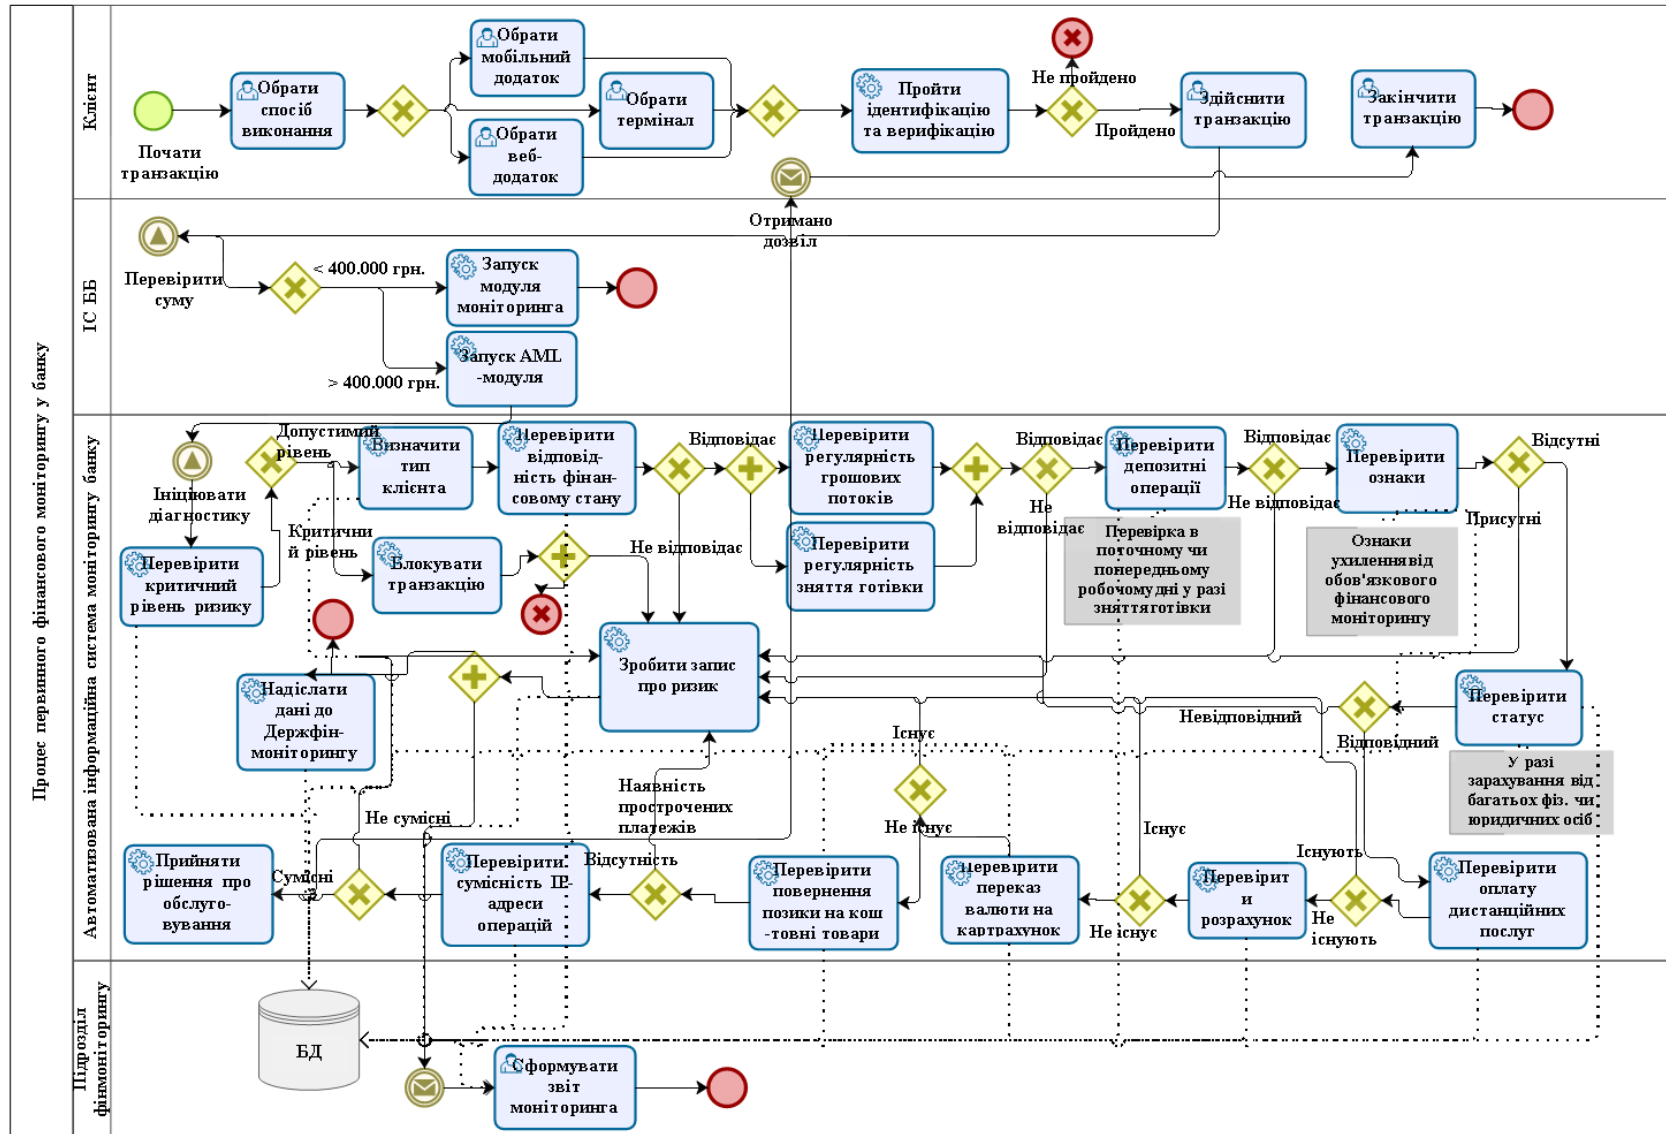 Процес первинного фінансового моніторингу у банку
Клієнт
Почати
транзакцію
Обрати
спосіб
виконання
Обрати
мобільний
додаток
Обрати
термінал
Обрати
веб-
додаток
Пройти
ідентифікацію
та верифікацію
Не пройдено
Пройдено
Здійснити
транзакцію
Закінчити
транзакцію
Отримано
дозвіл
ІС ББ
Перевірити
суму
< 400.000 грн.
> 400.000 грн.
Запуск
модуля
моніторинга
Запуск AML
-модуля
Автоматизована інформаційна система моніторингу банку
Ініціювати
діагностику
Перевірити
критичний
рівень ризику
Допустимий
рівень
Критични
й рівень
Визначити
тип
клієнта
Перевірити
відповід-
ність фінан-
совому стану
Блокувати
транзакцію
Відповідає
Не відповідає
Перевірити
регулярність
грошових
потоків
Перевірити
регулярність
зняття готівки
Відповідає
Не
відповідає
Перевірити
депозитні
операції
Перевірка в
поточному чи
попередньому
робочому дні у разі
зняття готівки
Відповідає
Не відповідає
Перевірити
ознаки
Ознаки
ухилення від
обов'язкового
фінансового
моніторингу
Відсутні
Присутні
Надіслати
дані до
Держфін-
моніторингу
Зробити запис
про ризик
Перевірити
статус
Невідповідний
Відповідний
У разі
зарахування від
багатьох фіз. чи
юридичних осіб
Прийняти
рішення про
обслуго-
вування
Сумісні
Не сумісні
Перевірити
сумісність IP-
адреси
операцій
Відсутність
Наявність
прострочених
платежів
Перевірити
повернення
позики на кош
-товні товари
Існує
Не існує
Перевірити
переказ
валюти на
картрахунок
Існує
Не існує
Перевірит
и
розрахунок
Існують
Не
існують
Перевірити
оплату
дистанційних
послуг
Підрозділ
фінмоніторингу
БД
Сформувати
звіт
моніторинга